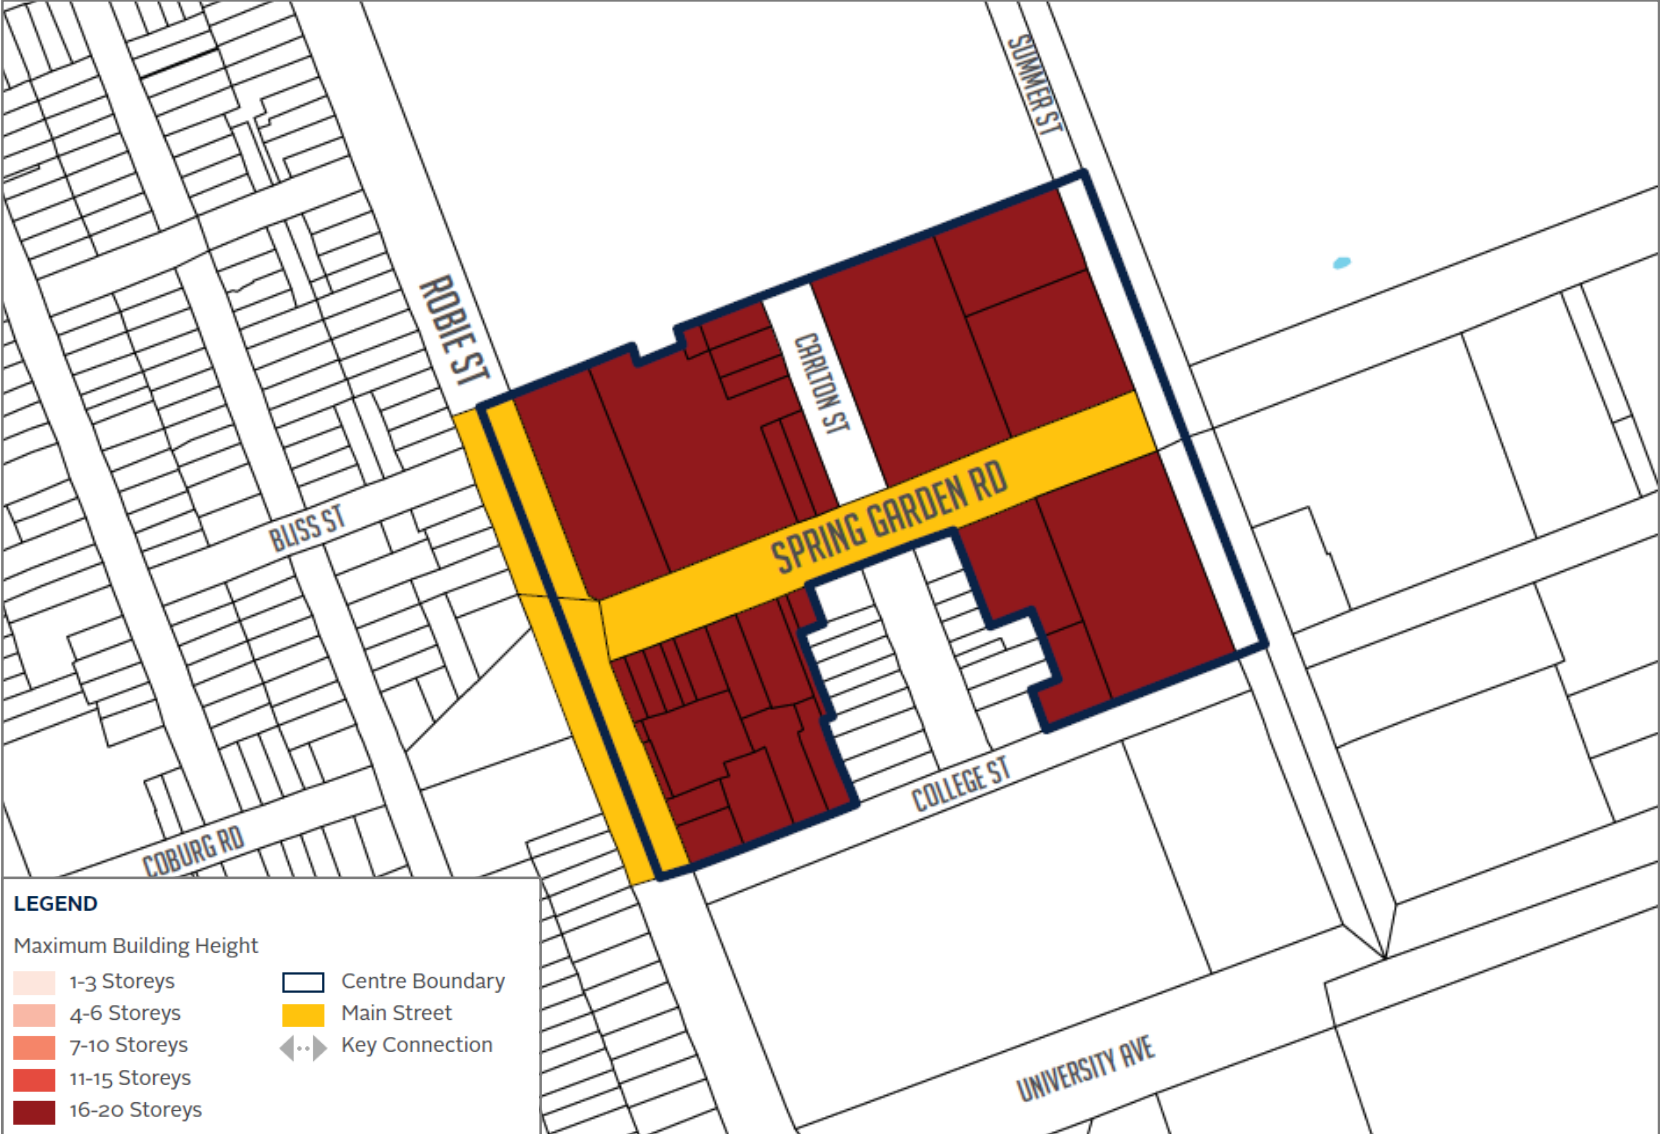 SUMMER ST
ROBIE ST
CARLTON ST
SPRING GARDEN RD
BLISS ST
COLLEGE ST
COBURG RD
UNIVERSITY AVE
LEGEND
Maximum Building Height
1-3 Storeys
4-6 Storeys
7-10 Storeys
11-15 Storeys
16-20 Storeys
Centre Boundary
Main Street
Key Connection